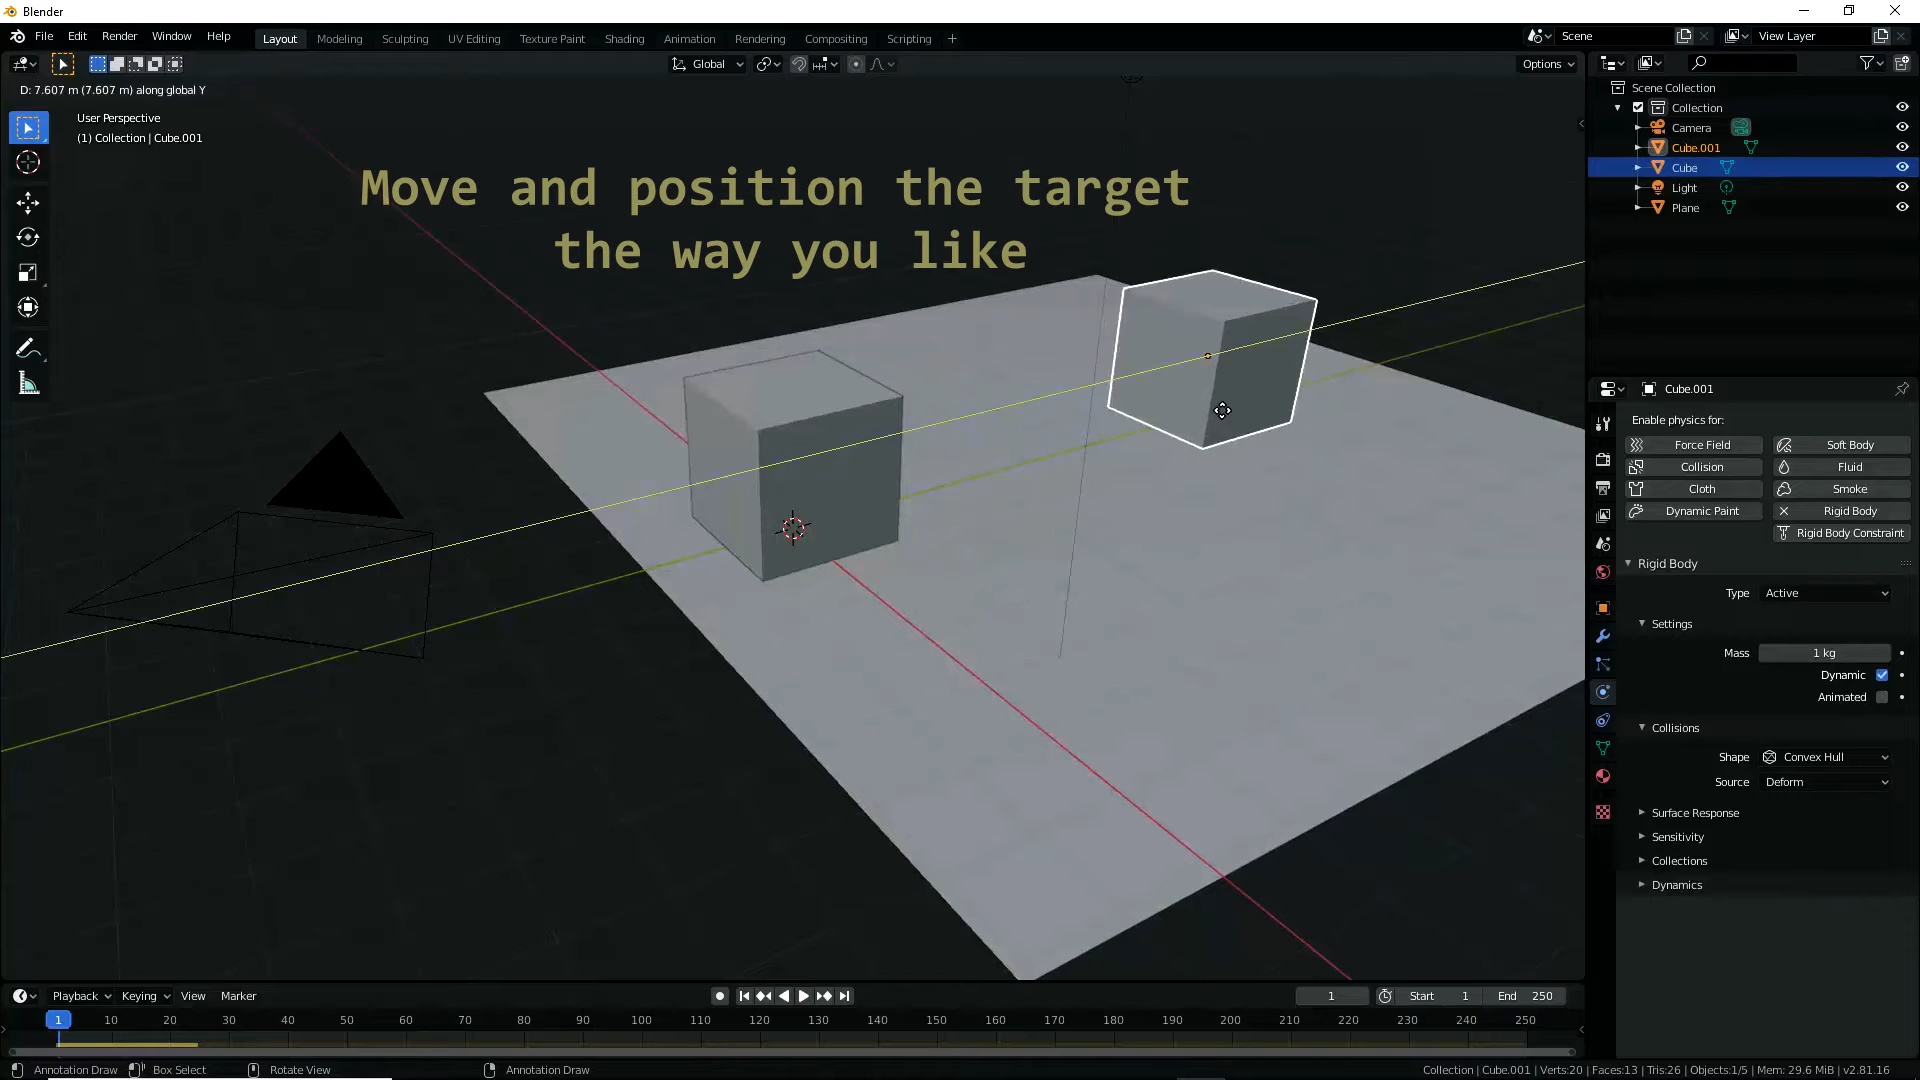 Blender
File Edit Render Window Help
Layout Modeling Sculpting UV Editing Texture Paint Shading Animation Rendering Compositing Scripting +
Scene
View Layer
Global
Options
D: 7.607 m (7.607 m) along global Y
User Perspective
(1) Collection | Cube.001
Move and position the target
the way you like
Scene Collection
Collection
Camera
Cube.001
Cube
Light
Plane
Cube.001
Enable physics for:
Force Field Soft Body
Collision Fluid
Cloth Smoke
Dynamic Paint Rigid Body
Rigid Body Constraint
Rigid Body
Type Active
Settings
Mass 1 kg
Dynamic
Animated
Collisions
Shape Convex Hull
Source Deform
Surface Response
Sensitivity
Collections
Dynamics
Playback Keying View Marker
1 Start 1 End 250
1 10 20 30 40 50 60 70 80 90 100 110 120 130 140 150 160 170 180 190 200 210 220 230 240 250
Annotation Draw Box Select Rotate View Annotation Draw
Collection | Cube.001 | Verts:20 | Faces:13 | Tris:26 | Objects:1/5 | Mem: 29.6 MiB | v2.81.16